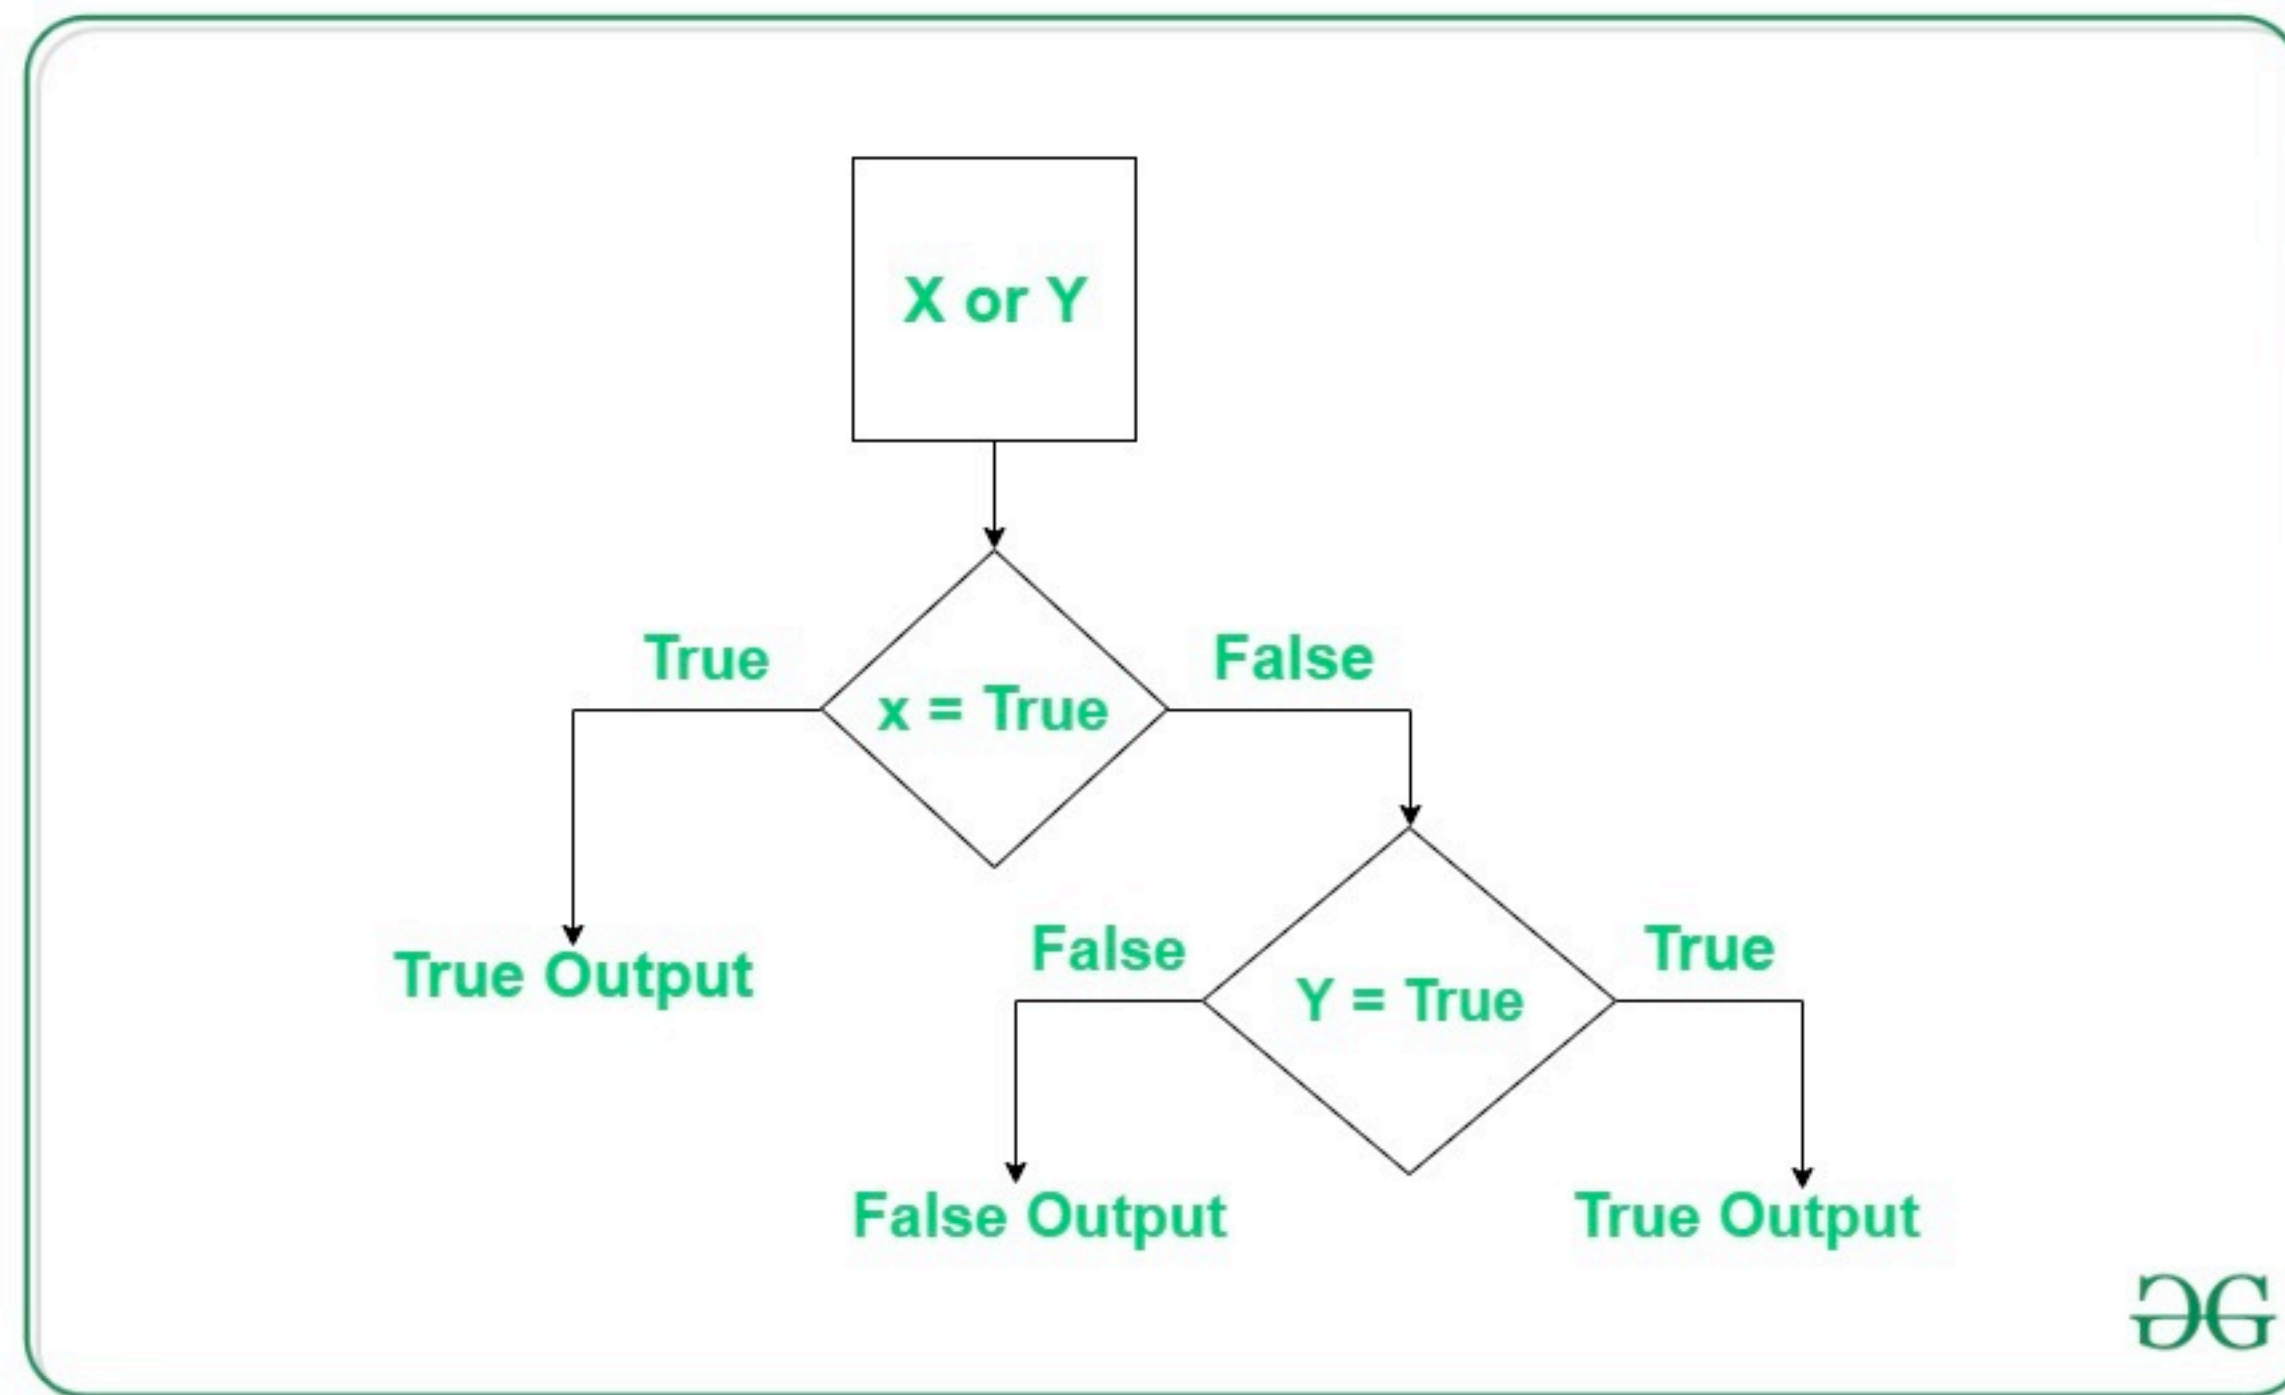 X or Y
True
False
x = True
True Output
False
True
Y = True
False Output
True Output